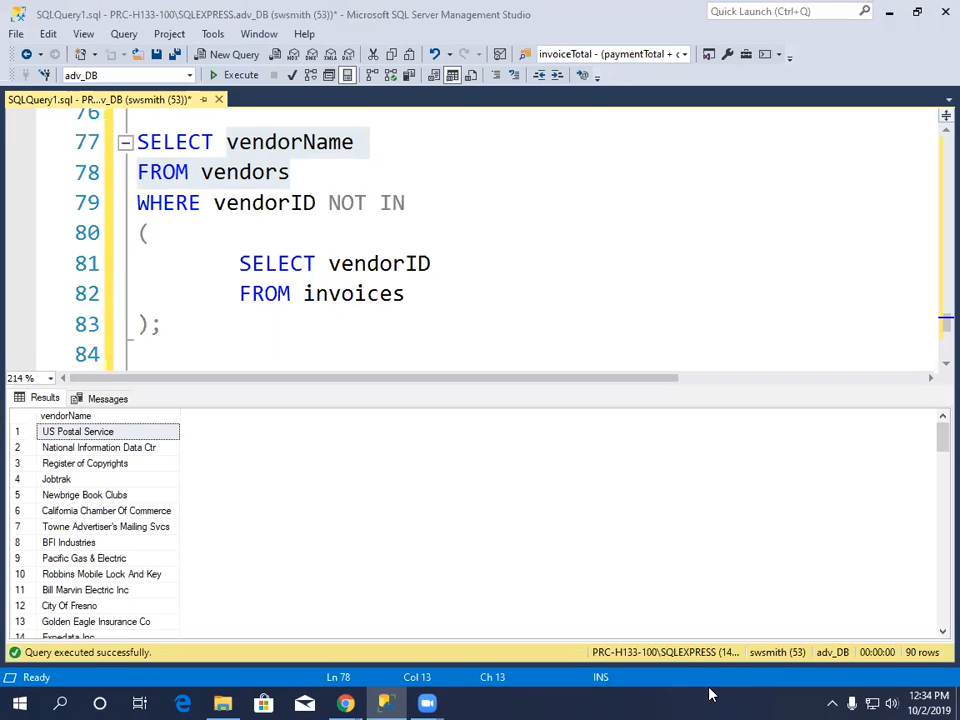 SQLQuery1.sql - PRC-H133-100\SQLEXPRESS.adv_DB (swsmith (53))* - Microsoft SQL Server Management Studio
Quick Launch (Ctrl+Q)
File Edit View Query Project Tools Window Help
New Query
invoiceTotal - (paymentTotal + c
adv_DB
Execute
SQLQuery1.sql - PR...v_DB (swsmith (53))*
76
77 SELECT vendorName
78 FROM vendors
79 WHERE vendorID NOT IN
80 (
81 SELECT vendorID
82 FROM invoices
83 );
84
214 %
Results Messages
vendorName
1 US Postal Service
2 National Information Data Ctr
3 Register of Copyrights
4 Jobtrak
5 Newbrige Book Clubs
6 California Chamber Of Commerce
7 Towne Advertiser's Mailing Svcs
8 BFI Industries
9 Pacific Gas & Electric
10 Robbins Mobile Lock And Key
11 Bill Marvin Electric Inc
12 City Of Fresno
13 Golden Eagle Insurance Co
14 Expedata Inc
Query executed successfully.
PRC-H133-100\SQLEXPRESS (14... swsmith (53) adv_DB 00:00:00 90 rows
Ready Ln 78 Col 13 Ch 13 INS
12:34 PM
10/2/2019